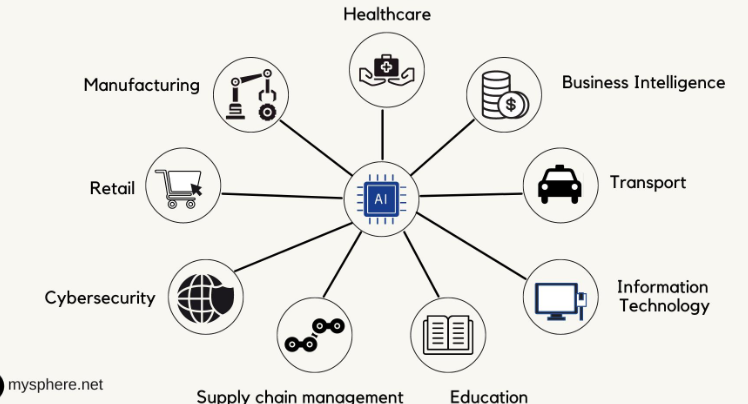 Healthcare
Manufacturing
Business Intelligence
$
Retail
AI
Transport
Cybersecurity
Information
Technology
mysphere.net
Supply chain management
Education